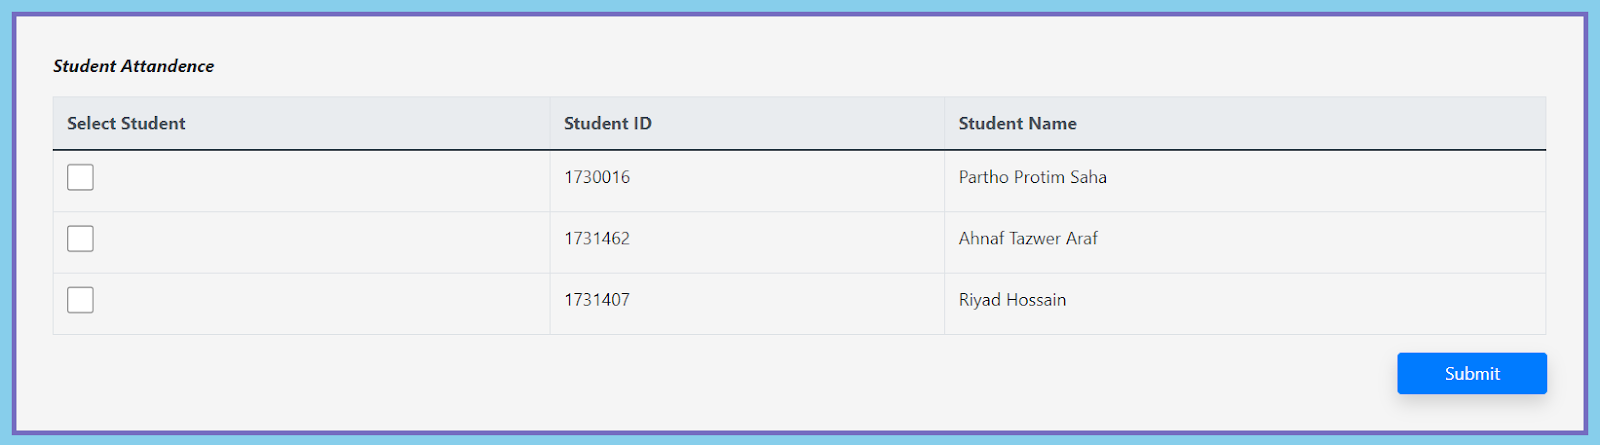 Student Attandence
Select Student Student ID Student Name
1730016 Partho Protim Saha
1731462 Ahnaf Tazwer Araf
1731407 Riyad Hossain
Submit